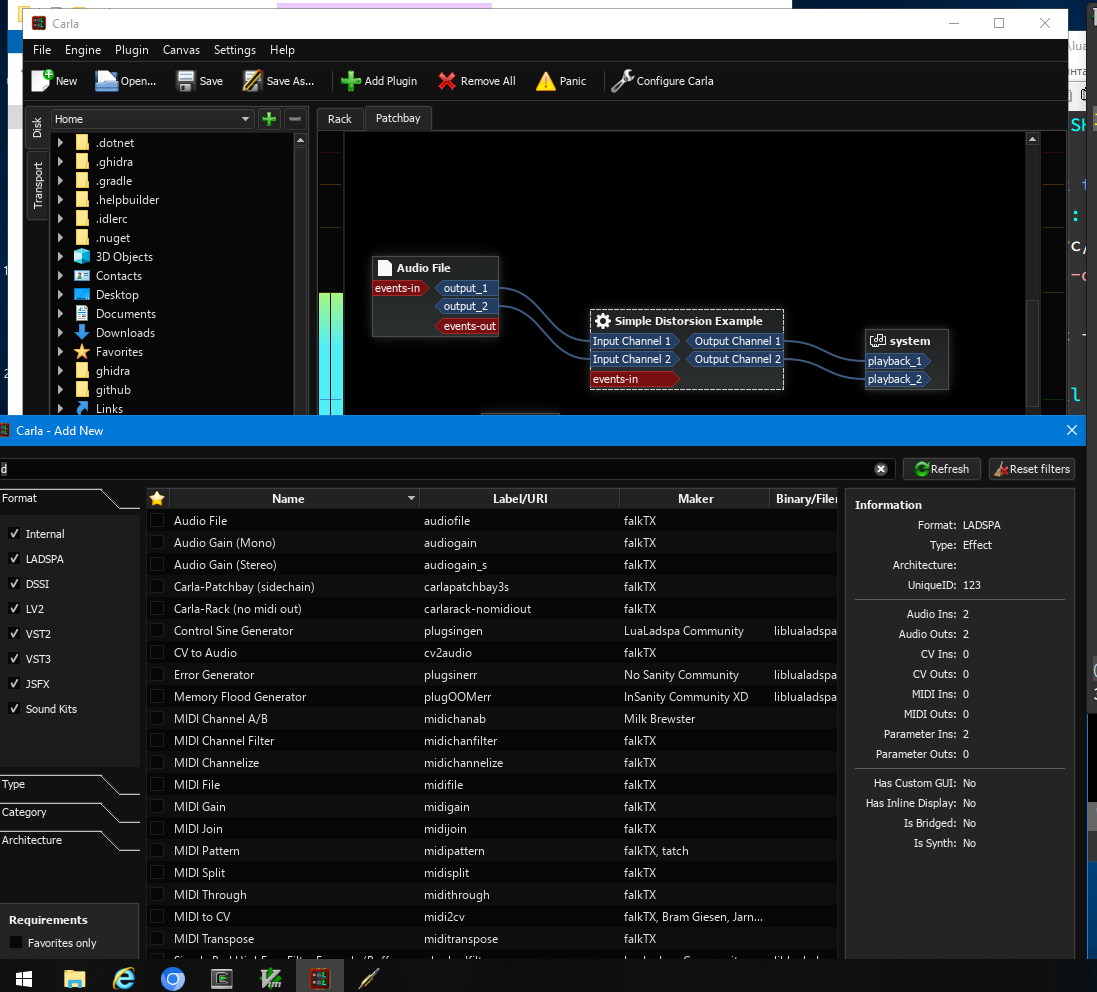 Carla
File Engine Plugin Canvas Settings Help
New Open... Save Save As... Add Plugin Remove All Panic Configure Carla
Disk
Transport
Home
.dotnet
.ghidra
.gradle
.helpbuilder
.idlerc
.nuget
3D Objects
Contacts
Desktop
Documents
Downloads
Favorites
ghidra
github
Links
Rack Patchbay
Audio File
events-in output_1
output_2
events-out
Simple Distorsion Example
Input Channel 1 Output Channel 1
Input Channel 2 Output Channel 2
events-in
system
playback_1
playback_2
Carla - Add New
d
Refresh Reset filters
Format
Internal
LADSPA
DSSI
LV2
VST2
VST3
JSFX
Sound Kits
Type
Category
Architecture
Requirements
Favorites only
Name Label/URI Maker Binary/Filer
Audio File audiofile falkTX
Audio Gain (Mono) audiogain falkTX
Audio Gain (Stereo) audiogain_s falkTX
Carla-Patchbay (sidechain) carlapatchbay3s falkTX
Carla-Rack (no midi out) carlarack-nomidiout falkTX
Control Sine Generator plugsingen LuaLadspa Community liblualadspa
CV to Audio cv2audio falkTX
Error Generator plugsinerr No Sanity Community liblualadspa
Memory Flood Generator plugOOMerr InSanity Community XD liblualadspa
MIDI Channel A/B midichanab Milk Brewster
MIDI Channel Filter midichanfilter falkTX
MIDI Channelize midichannelize falkTX
MIDI File midifile falkTX
MIDI Gain midigain falkTX
MIDI Join midijoin falkTX
MIDI Pattern midipattern falkTX, tatch
MIDI Split midisplit falkTX
MIDI Through midithrough falkTX
MIDI to CV midi2cv falkTX, Bram Giesen, Jarn...
MIDI Transpose miditranspose falkTX
Information
Format: LADSPA
Type: Effect
Architecture:
UniqueID: 123
Audio Ins: 2
Audio Outs: 2
CV Ins: 0
CV Outs: 0
MIDI Ins: 0
MIDI Outs: 0
Parameter Ins: 2
Parameter Outs: 0
Has Custom GUI: No
Has Inline Display: No
Is Bridged: No
Is Synth: No